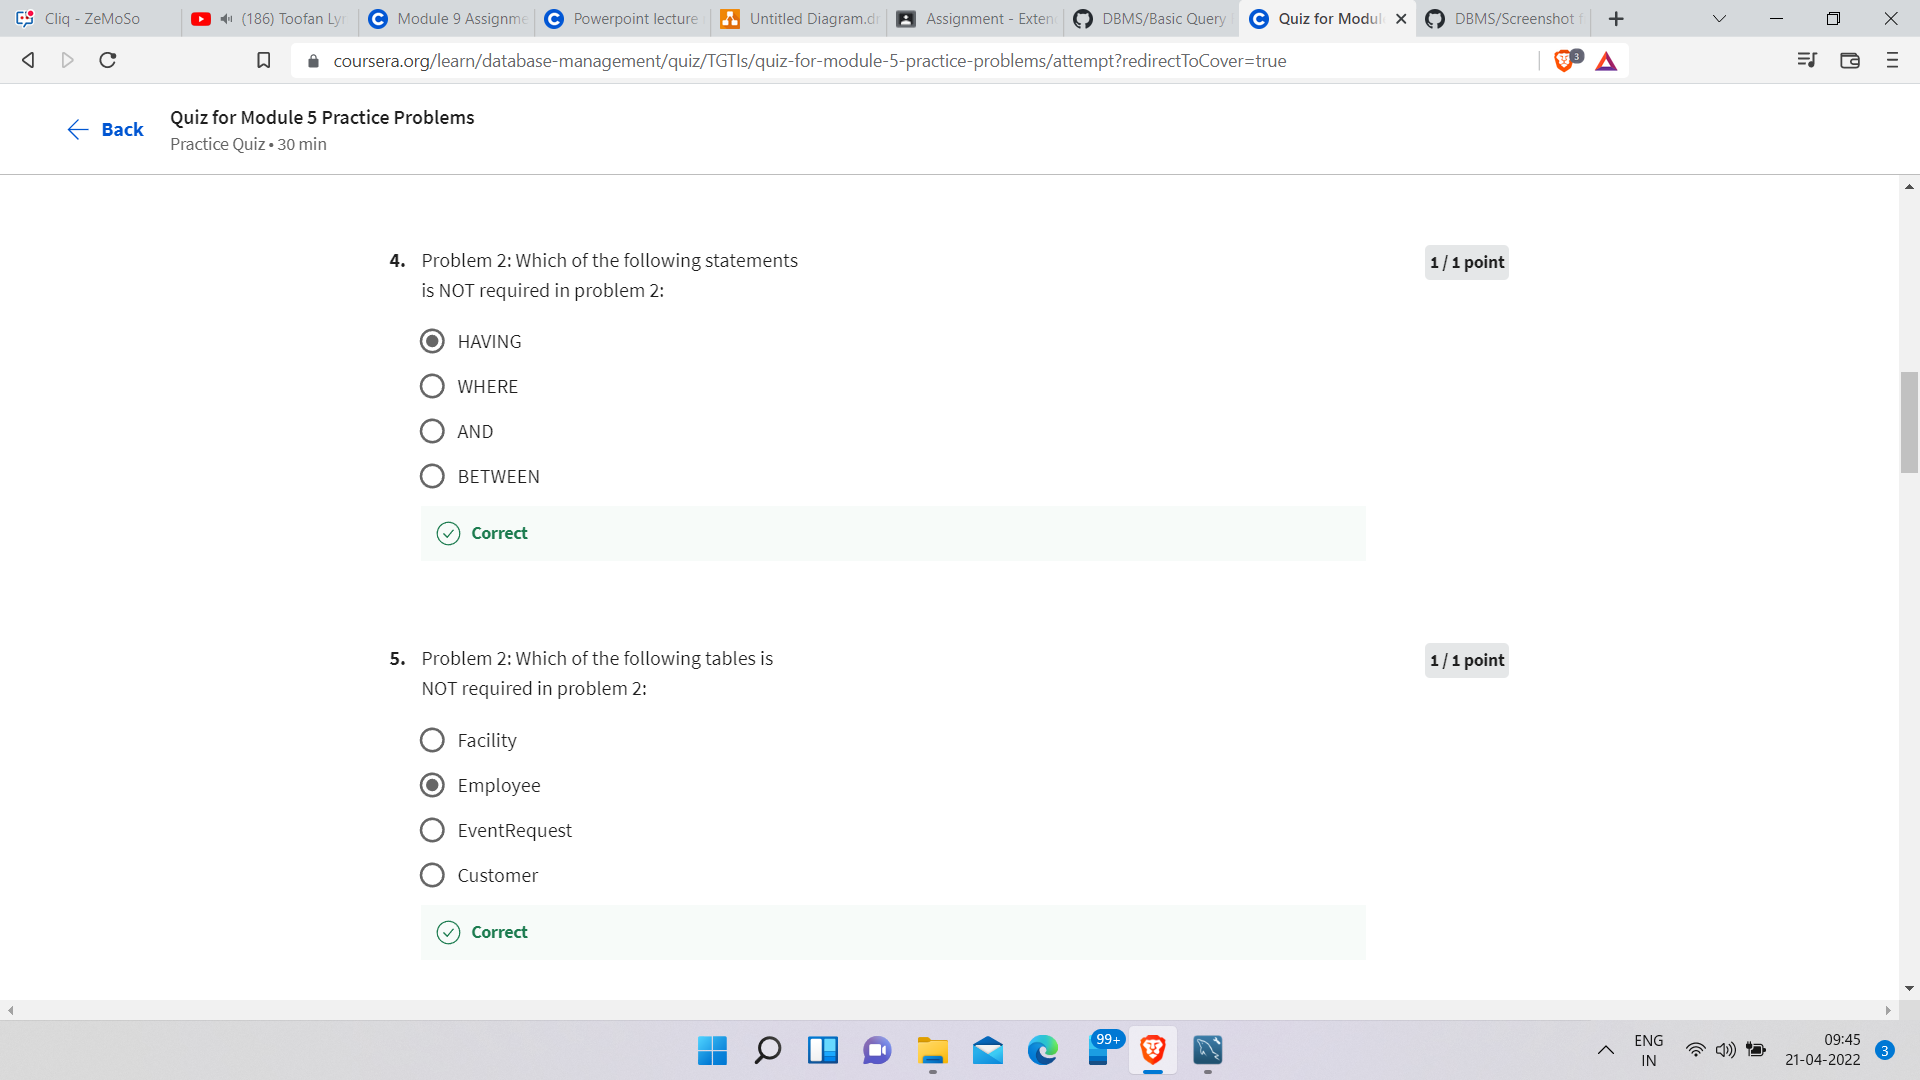 Cliq - ZeMoSo
(186) Toofan Lyr
Module 9 Assignme
Powerpoint lecture
Untitled Diagram.dr
Assignment - Exten
DBMS/Basic Query
Quiz for Modul
DBMS/Screenshot f
coursera.org/learn/database-management/quiz/TGTIs/quiz-for-module-5-practice-problems/attempt?redirectToCover=true
3
Back
Quiz for Module 5 Practice Problems
Practice Quiz • 30 min
4. Problem 2: Which of the following statements
is NOT required in problem 2:
1 / 1 point
HAVING
WHERE
AND
BETWEEN
Correct
5. Problem 2: Which of the following tables is
NOT required in problem 2:
1 / 1 point
Facility
Employee
EventRequest
Customer
Correct
99+
ENG
IN
09:45
21-04-2022
3